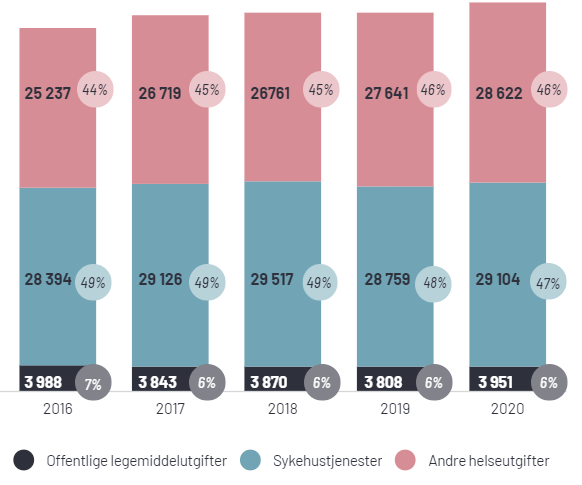 25 237 44% 26 719 45% 26761 45% 27 641 46% 28 622 46%
28 394 49% 29 126 49% 29 517 49% 28 759 48% 29 104 47%
3 988 7% 3 843 6% 3 870 6% 3 808 6% 3 951 6%
2016 2017 2018 2019 2020
Offentlige legemiddelutgifter Sykehustjenester Andre helseutgifter